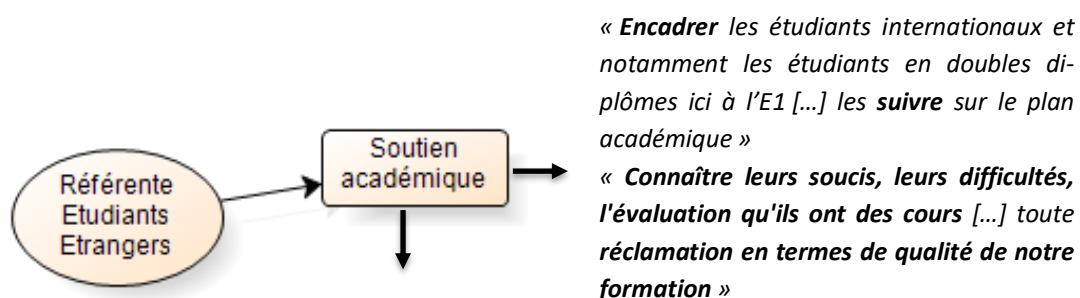 Référente
Etudiants
Etrangers
Soutien
académique
« Encadrer les étudiants internationaux et
notamment les étudiants en doubles di-
plômes ici à l'E1 [...] les suivre sur le plan
académique »
« Connaître leurs soucis, leurs difficultés,
l'évaluation qu'ils ont des cours [...] toute
réclamation en termes de qualité de notre
formation »